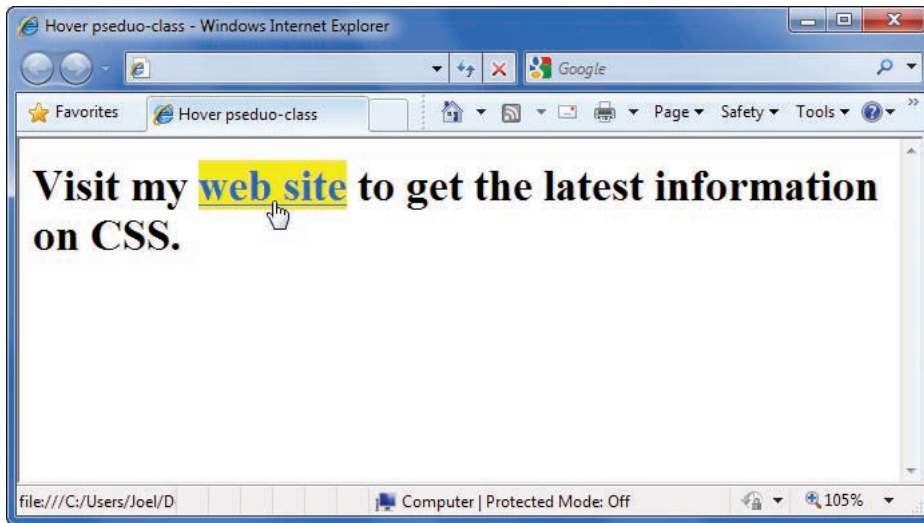 Hover pseduo-class - Windows Internet Explorer
Google
Favorites Hover pseduo-class Page Safety Tools
Visit my web site to get the latest information
on CSS.
file:///C:/Users/Joel/D Computer | Protected Mode: Off 105%